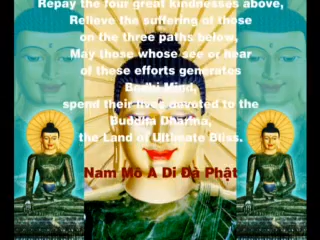 Repay the four great kindnesses above,
Relieve the suffering of those
on the three paths below,
May those whose see or hear
of these efforts generates
Bodhi Mind,
spend their lives devoted to the
Buddha Dharma,
the Land of Ultimate Bliss.
Nam Mô A Di Đà Phật